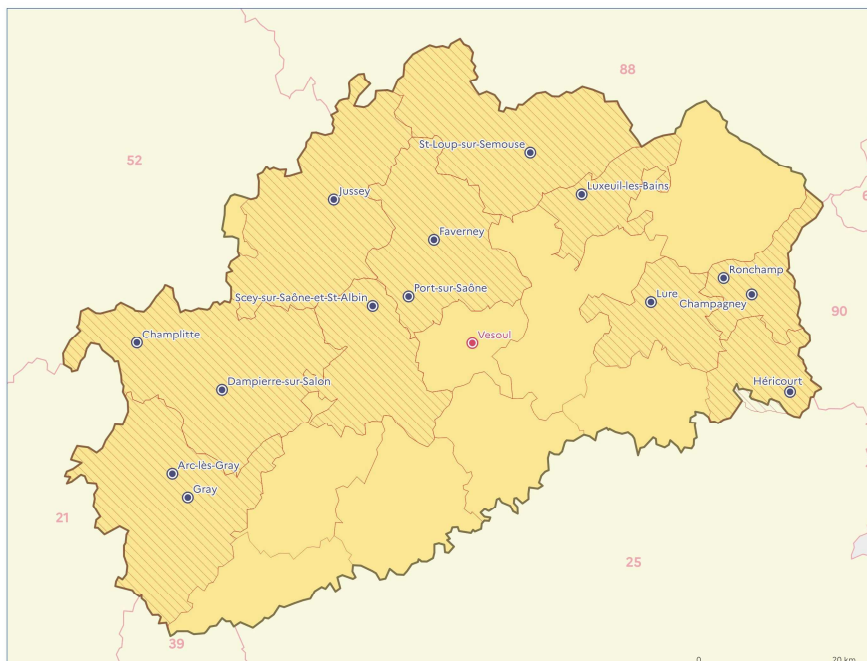 88
52
St-Loup-sur-Semouse
Luxeuil-les-Bains
Jussey
Faverney
Ronchamp
Port-sur-Saône
Scey-sur-Saône-et-St-Albin
Lure
Champagney
90
Vesoul
Champlitte
Dampierre-sur-Salon
Héricourt
Arc-lès-Gray
Gray
21
25
39
0
20 km